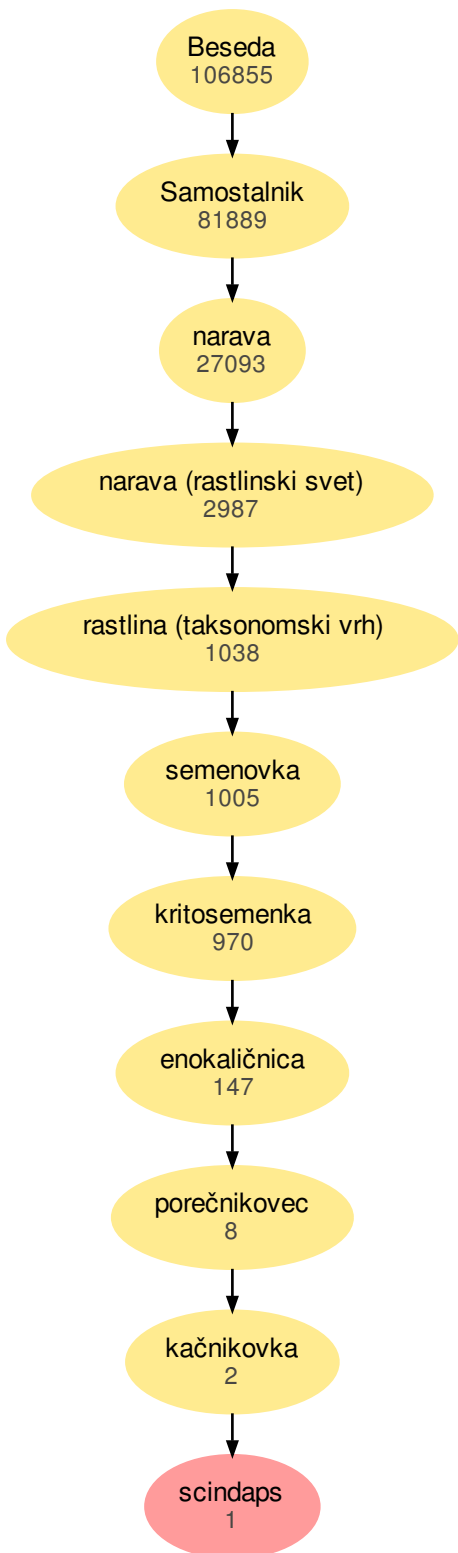 Beseda
106855
Samostalnik
81889
narava
27093
narava (rastlinski svet)
2987
rastlina (taksonomski vrh)
1038
semenovka
1005
kritosemenka
970
enokaličnica
147
porečnikovec
8
kačnikovka
2
scindaps
1